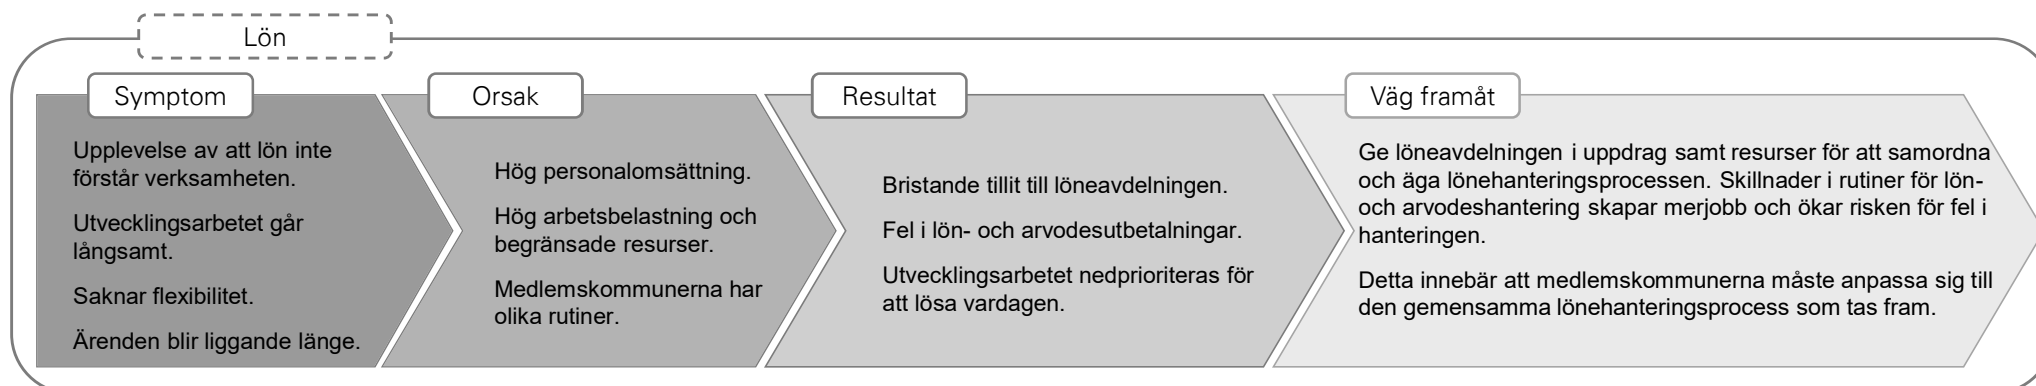 Lön
Symptom
Upplevelse av att lön inte
förstår verksamheten.
Utvecklingsarbetet går
långsamt.
Saknar flexibilitet.
Ärenden blir liggande länge.
Orsak
Hög personalomsättning.
Hög arbetsbelastning och
begränsade resurser.
Medlemskommunerna har
olika rutiner.
Resultat
Bristande tillit till löneavdelningen.
Fel i lön- och arvodesutbetalningar.
Utvecklingsarbetet nedprioriteras för
att lösa vardagen.
Väg framåt
Ge löneavdelningen i uppdrag samt resurser för att samordna
och äga lönehanteringsprocessen. Skillnader i rutiner för lön-
och arvodeshantering skapar merjobb och ökar risken för fel i
hanteringen.
Detta innebär att medlemskommunerna måste anpassa sig till
den gemensamma lönehanteringsprocess som tas fram.